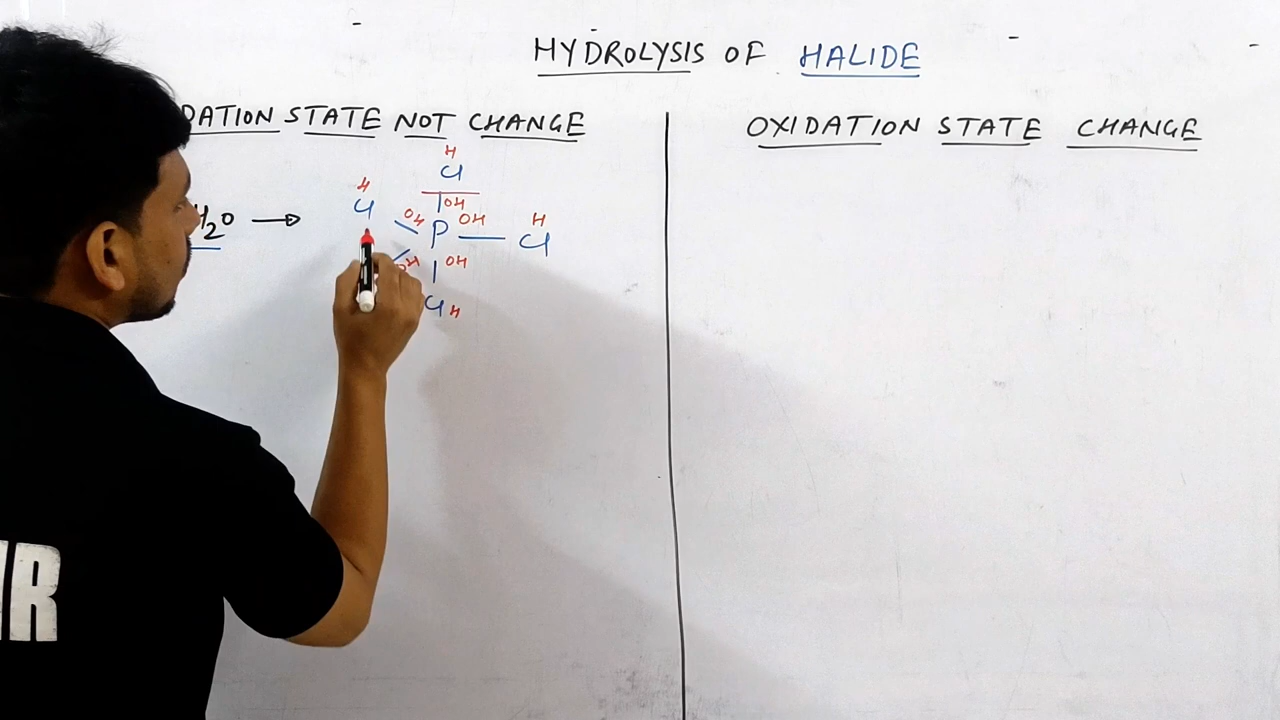 HYDROLYSIS OF HALIDE
DATION STATE NOT CHANGE
OXIDATION STATE CHANGE
H
Cl
H
Cl
OH
H₂O ⟶
OH
P
OH
H
Cl
OH
OH
Cl
H
IR